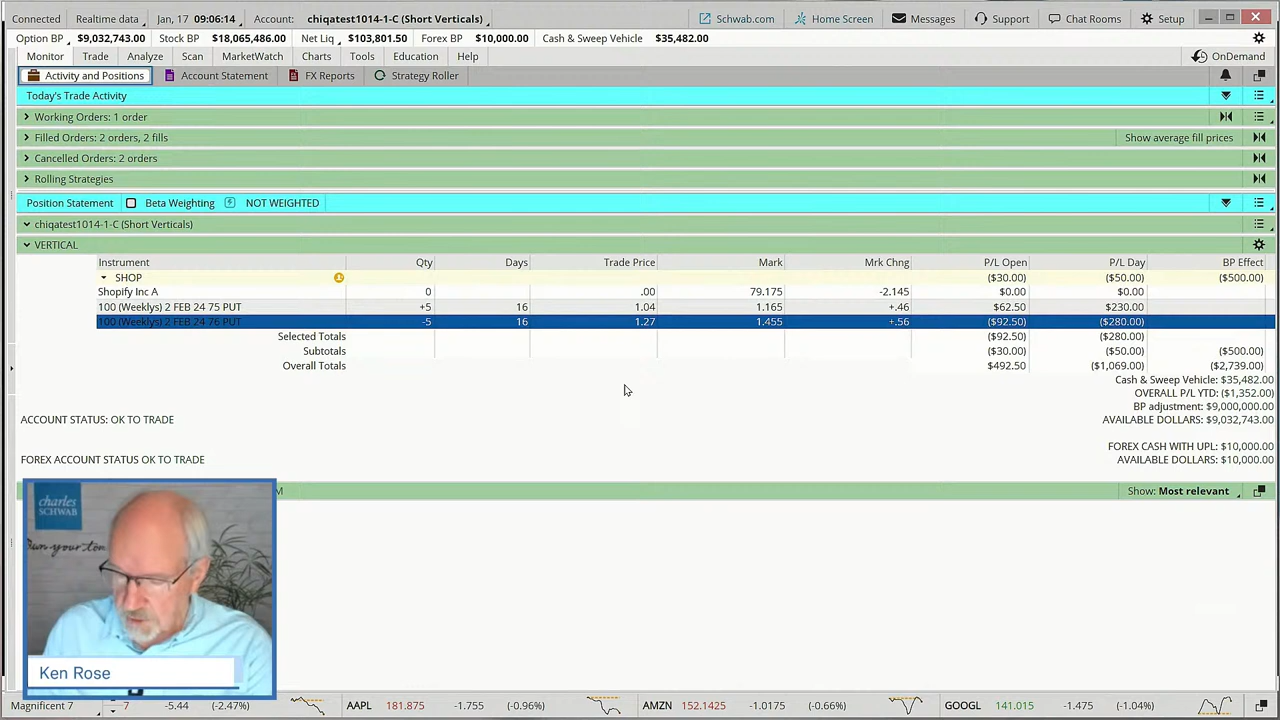 Connected Realtime data Jan, 17 09:06:14 Account: chiqatest1014-1-C (Short Verticals) Schwab.com Home Screen Messages Support Chat Rooms Setup
Option BP $9,032,743.00 Stock BP $18,065,486.00 Net Liq $103,801.50 Forex BP $10,000.00 Cash & Sweep Vehicle $35,482.00
Monitor Trade Analyze Scan MarketWatch Charts Tools Education Help OnDemand
Activity and Positions Account Statement FX Reports Strategy Roller
Today's Trade Activity
Working Orders: 1 order
Filled Orders: 2 orders, 2 fills Show average fill prices
Cancelled Orders: 2 orders
Rolling Strategies
Position Statement Beta Weighting NOT WEIGHTED
chiqatest1014-1-C (Short Verticals)
VERTICAL
Instrument Qty Days Trade Price Mark Mrk Chng P/L Open P/L Day BP Effect
SHOP ($30.00) ($50.00) ($500.00)
Shopify Inc A 0 .00 79.175 -2.145 $0.00 $0.00
100 (Weeklys) 2 FEB 24 75 PUT +5 16 1.04 1.165 +.46 $62.50 $230.00
100 (Weeklys) 2 FEB 24 76 PUT -5 16 1.27 1.455 +.56 ($92.50) ($280.00)
Selected Totals ($92.50) ($280.00)
Subtotals ($30.00) ($50.00) ($500.00)
Overall Totals $492.50 ($1,069.00) ($2,739.00)
Cash & Sweep Vehicle: $35,482.00
OVERALL P/L YTD: ($1,352.00)
BP adjustment: $9,000,000.00
ACCOUNT STATUS: OK TO TRADE AVAILABLE DOLLARS: $9,032,743.00
FOREX CASH WITH UPL: $10,000.00
FOREX ACCOUNT STATUS OK TO TRADE AVAILABLE DOLLARS: $10,000.00
Show: Most relevant
charles
SCHWAB
Ken Rose
Magnificent 7 -7 -5.44 (-2.47%) AAPL 181.875 -1.755 (-0.96%) AMZN 152.1425 -1.0175 (-0.66%) GOOGL 141.015 -1.475 (-1.04%)